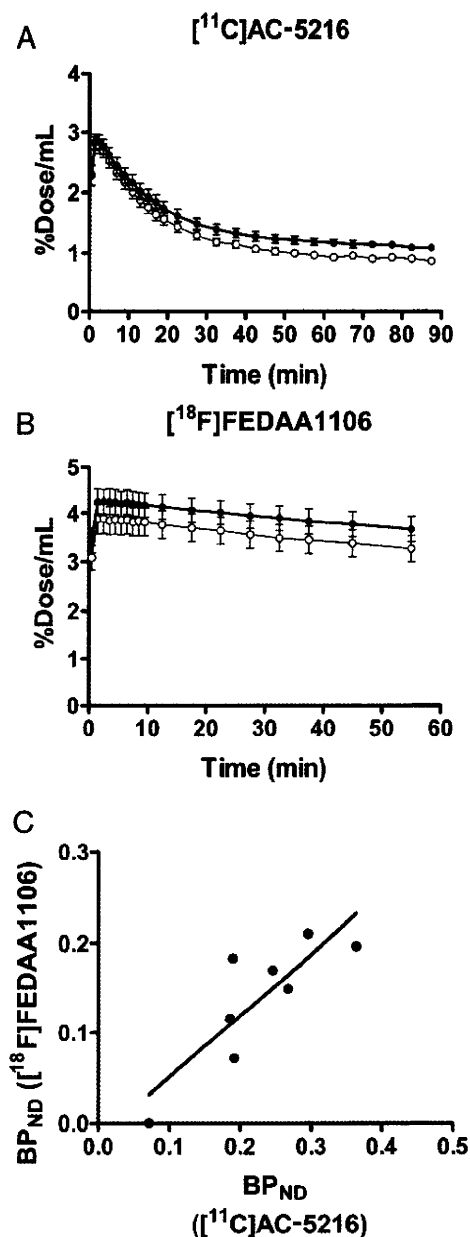 A
[¹¹C]AC-5216
%Dose/mL
4
3
2
1
0
0 10 20 30 40 50 60 70 80 90
Time (min)
B
[¹⁸F]FEDAA1106
%Dose/mL
5
4
3
2
1
0
0 10 20 30 40 50 60
Time (min)
C
BP_ND ([¹⁸F]FEDAA1106)
0.3
0.2
0.1
0.0
0.0 0.1 0.2 0.3 0.4 0.5
BP_ND
([¹¹C]AC-5216)